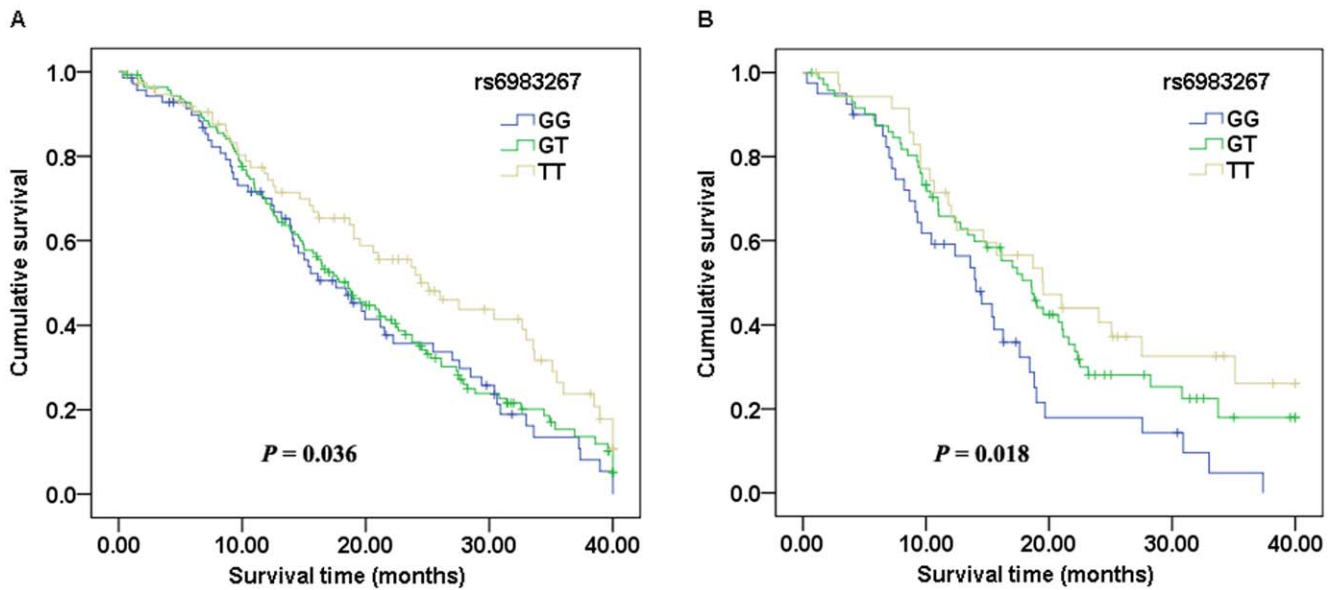 A
rs6983267
GG
GT
TT
1.0
0.8
0.6
0.4
0.2
0.0
Cumulative survival
P = 0.036
0.00 10.00 20.00 30.00 40.00
Survival time (months)
B
rs6983267
GG
GT
TT
1.0
0.8
0.6
0.4
0.2
0.0
Cumulative survival
P = 0.018
0.00 10.00 20.00 30.00 40.00
Survival time (months)